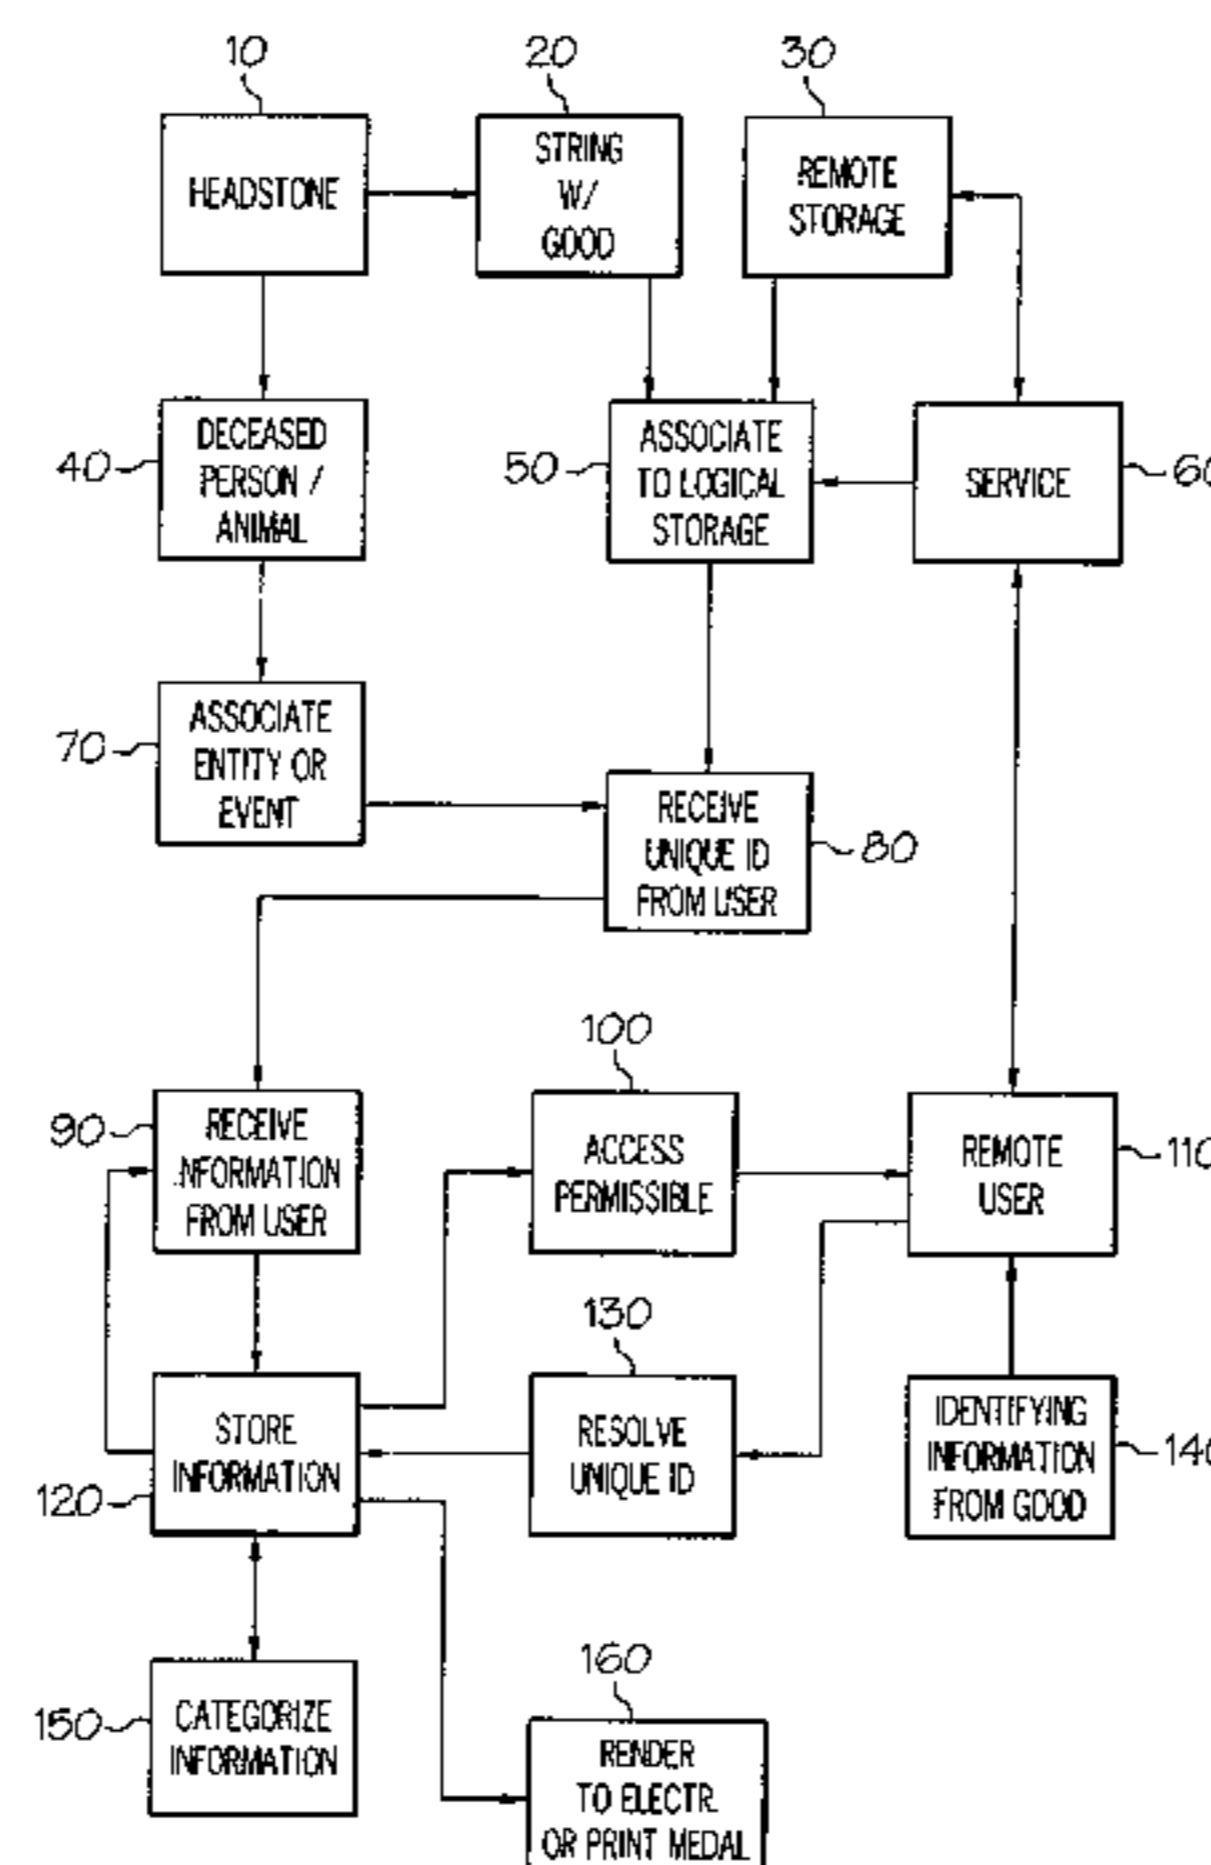 10
20
30
HEADSTONE
STRING
W/
GOOD
REMOTE
STORAGE
40
DECEASED
PERSON /
ANIMAL
50
ASSOCIATE
TO LOGICAL
STORAGE
SERVICE
60
70
ASSOCIATE
ENTITY OR
EVENT
RECEIVE
UNIQUE ID
FROM USER
80
90
RECEIVE
INFORMATION
FROM USER
100
ACCESS
PERMISSIBLE
REMOTE
USER
110
120
STORE
INFORMATION
130
RESOLVE
UNIQUE ID
IDENTIFYING
INFORMATION
FROM GOOD
140
150
CATEGORIZE
INFORMATION
160
RENDER
TO ELECTR.
OR PRINT MEDAL